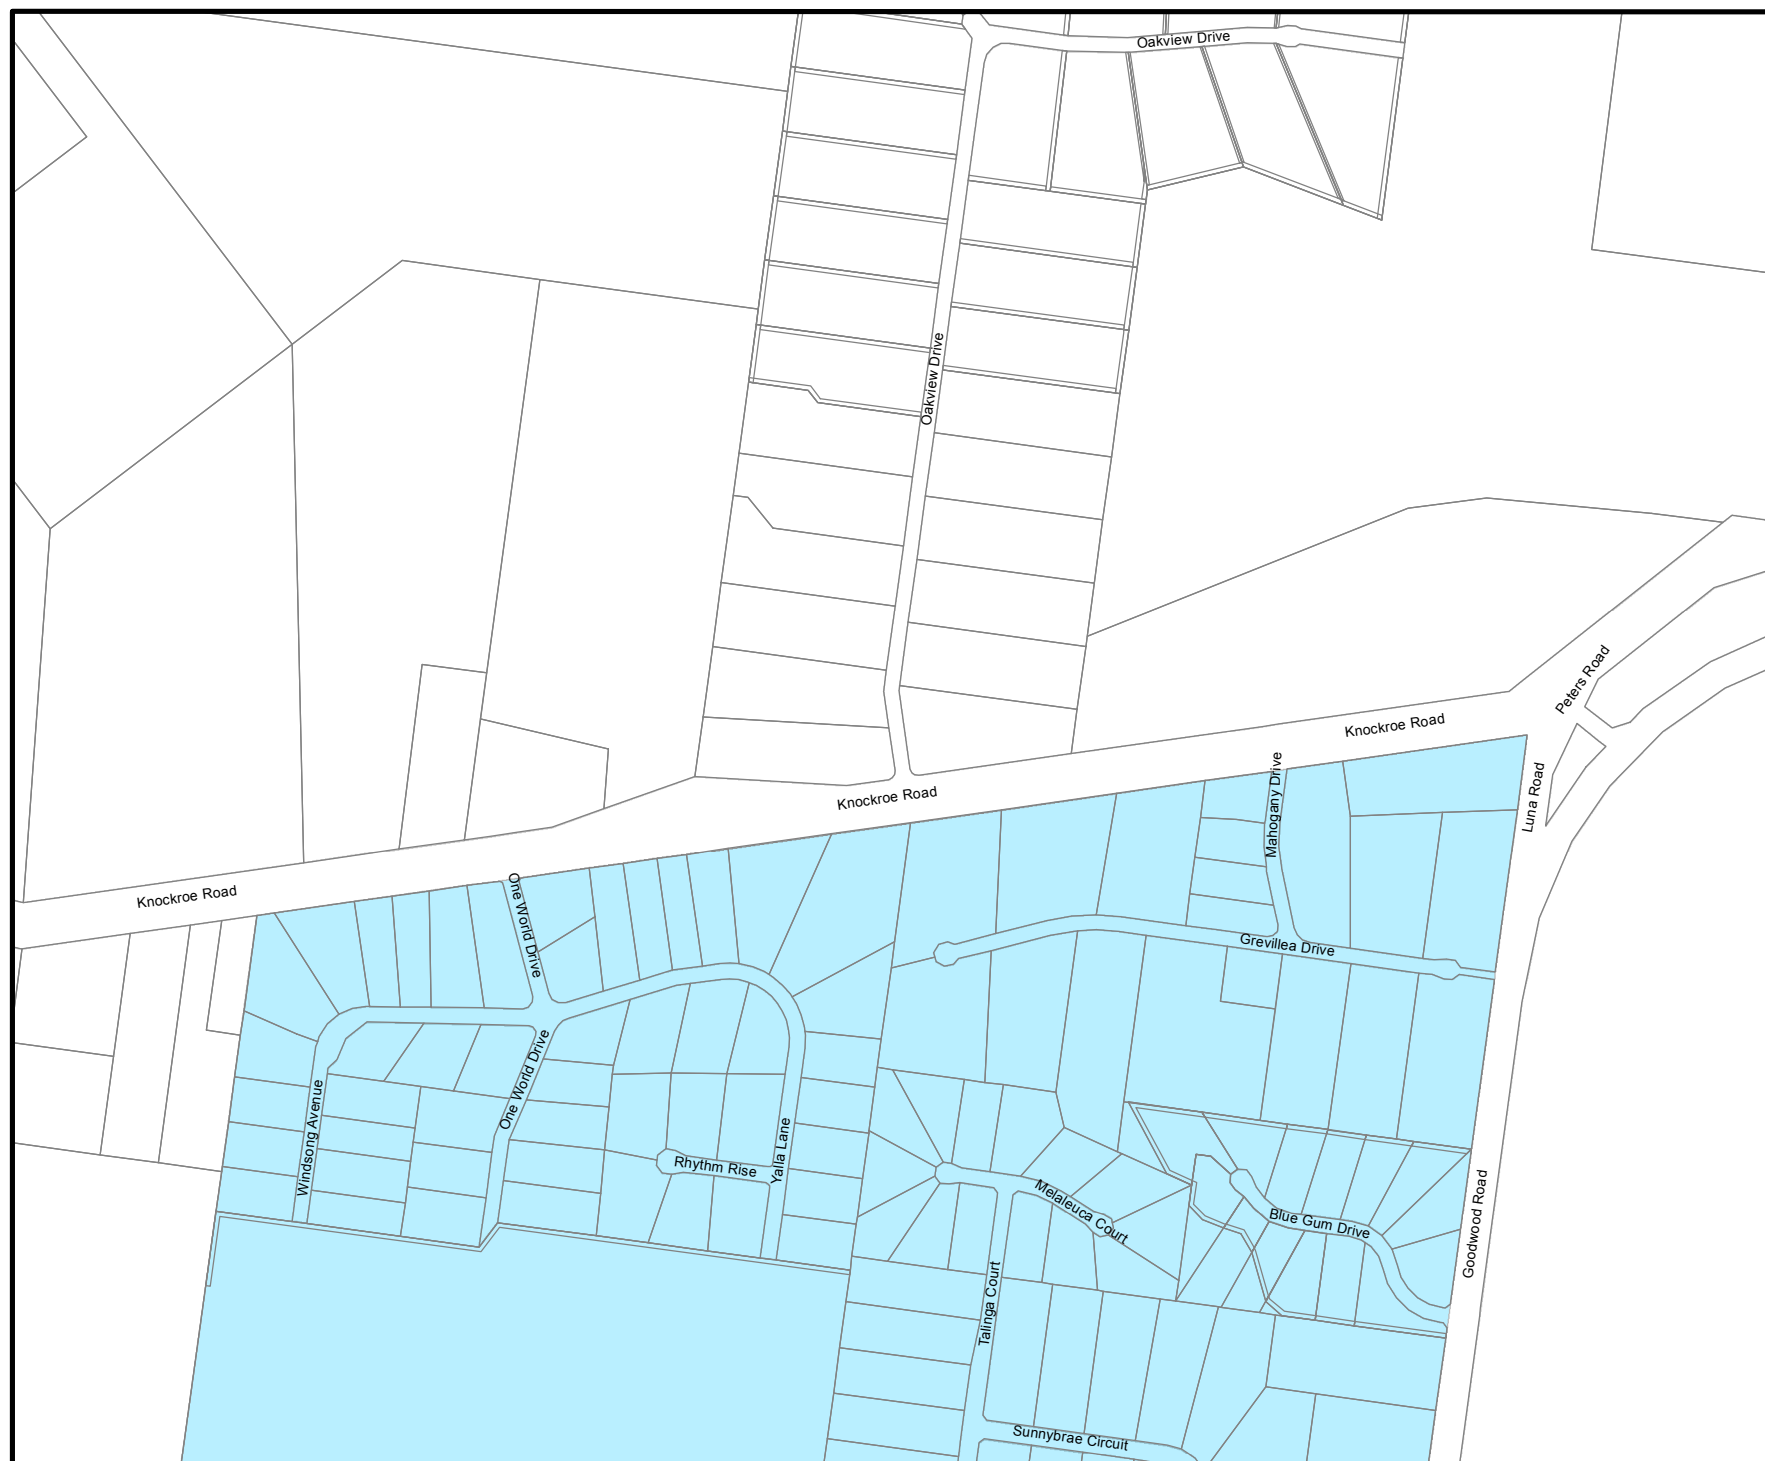 Oakview Drive
Oakview Drive
Peters Road
Knockroe Road
Knockroe Road
Mahogany Drive
Luna Road
Knockroe Road
One World Drive
Grevillea Drive
One World Drive
Windsong Avenue
Yalla Lane
Rhythm Rise
Melaleuca Court
Blue Gum Drive
Goodwood Road
Talinga Court
Sunnybrae Circuit